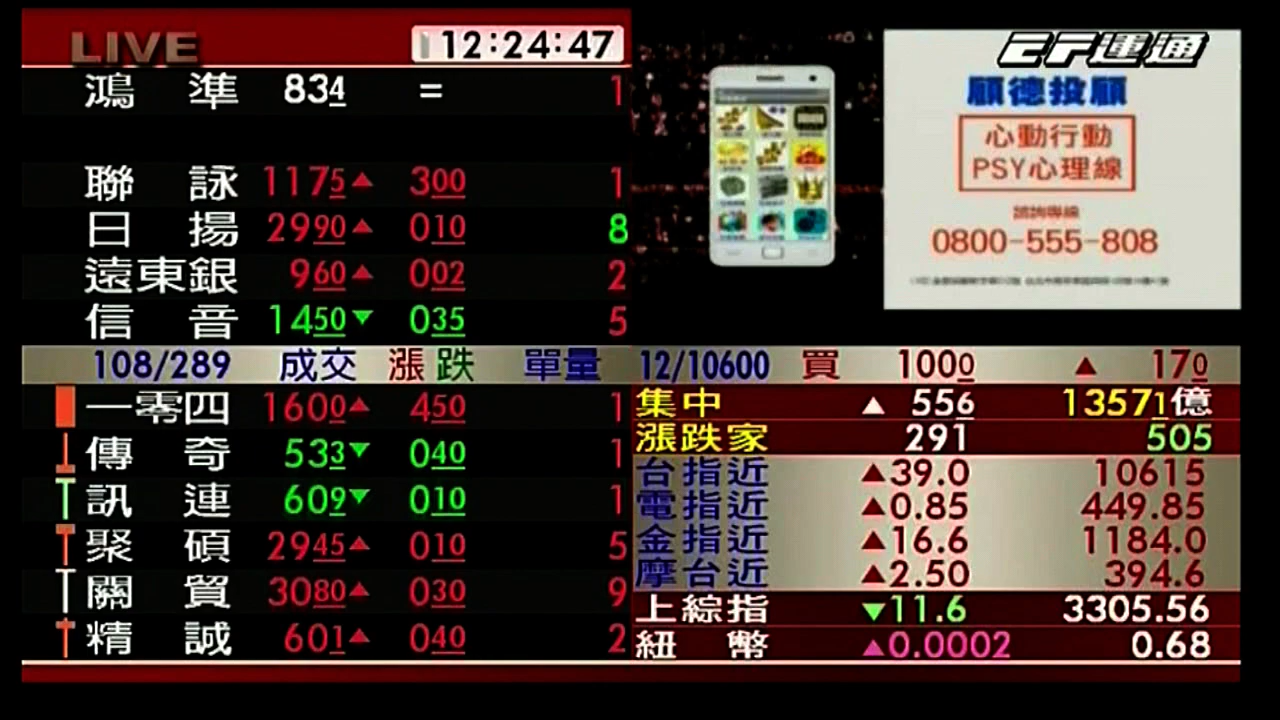 LIVE 12:24:47
鴻準 834 = 1
聯詠 1175▲ 300 1
日揚 2990▲ 010 8
遠東銀 960▲ 002 2
信音 1450▼ 035 5
108/289 成交 漲跌 單量
一零四 1600▲ 450 1
傳奇 533▼ 040 1
訊連 609▼ 010 1
聚碩 2945▲ 010 5
關貿 3080▲ 030 9
精誠 601▲ 040 2
運通
顧德投顧
心動行動
PSY心理線
諮詢專線
0800-555-808
12/10600 買 1000 ▲ 170
集中 ▲ 556 13571億
漲跌家 291 505
台指近 ▲39.0 10615
電指近 ▲0.85 449.85
金指近 ▲16.6 1184.0
摩台近 ▲2.50 394.6
上綜指 ▼11.6 3305.56
紐幣 ▲0.0002 0.68